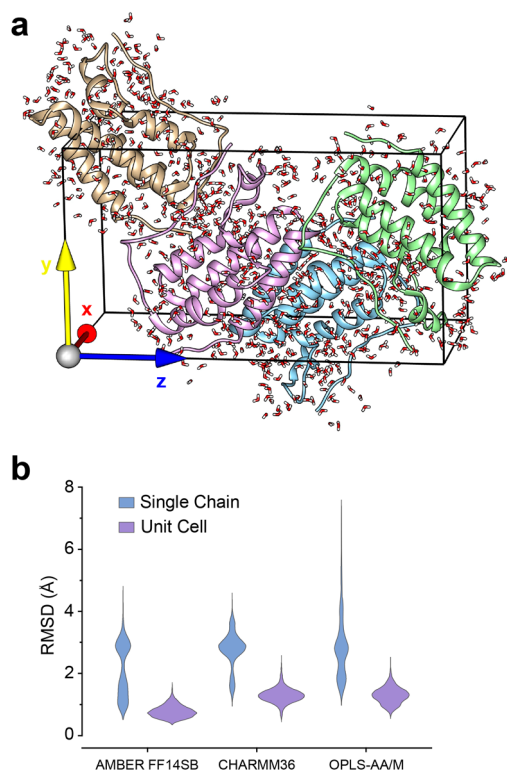 a
y
x
z
b
8
Single Chain
Unit Cell
6
RMSD (Å)
4
2
0
AMBER FF14SB CHARMM36 OPLS-AA/M